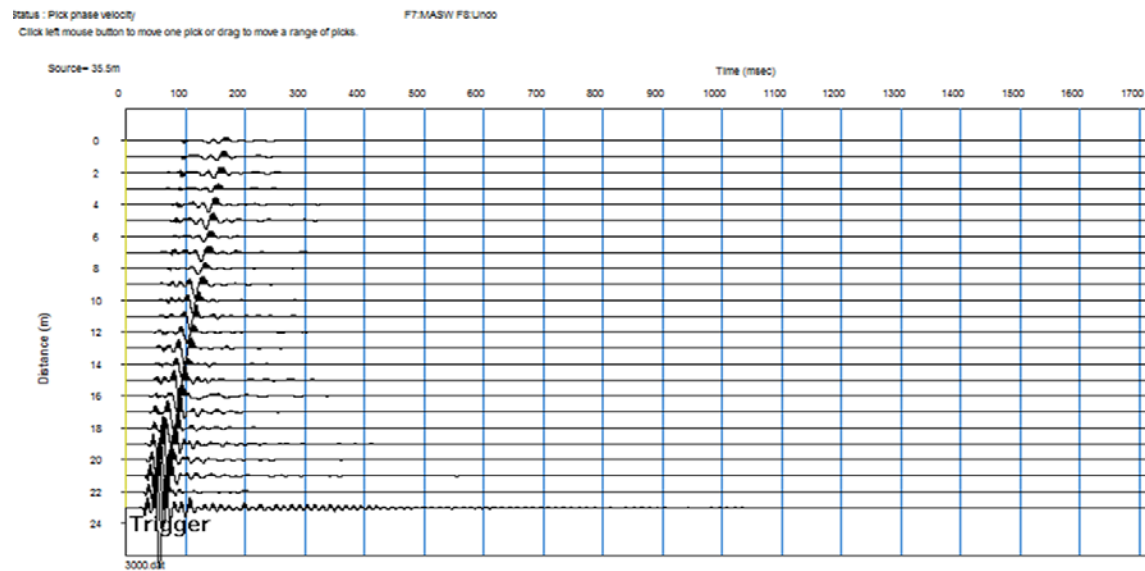 Status : Pick phase velocity F7:MASW F8:Undo
Click left mouse button to move one pick or drag to move a range of picks.
Source= 35.5m
Time (msec)
0 100 200 300 400 500 600 700 800 900 1000 1100 1200 1300 1400 1500 1600 1700
Distance (m)
0
2
4
6
8
10
12
14
16
18
20
22
24
Trigger
3000.dat